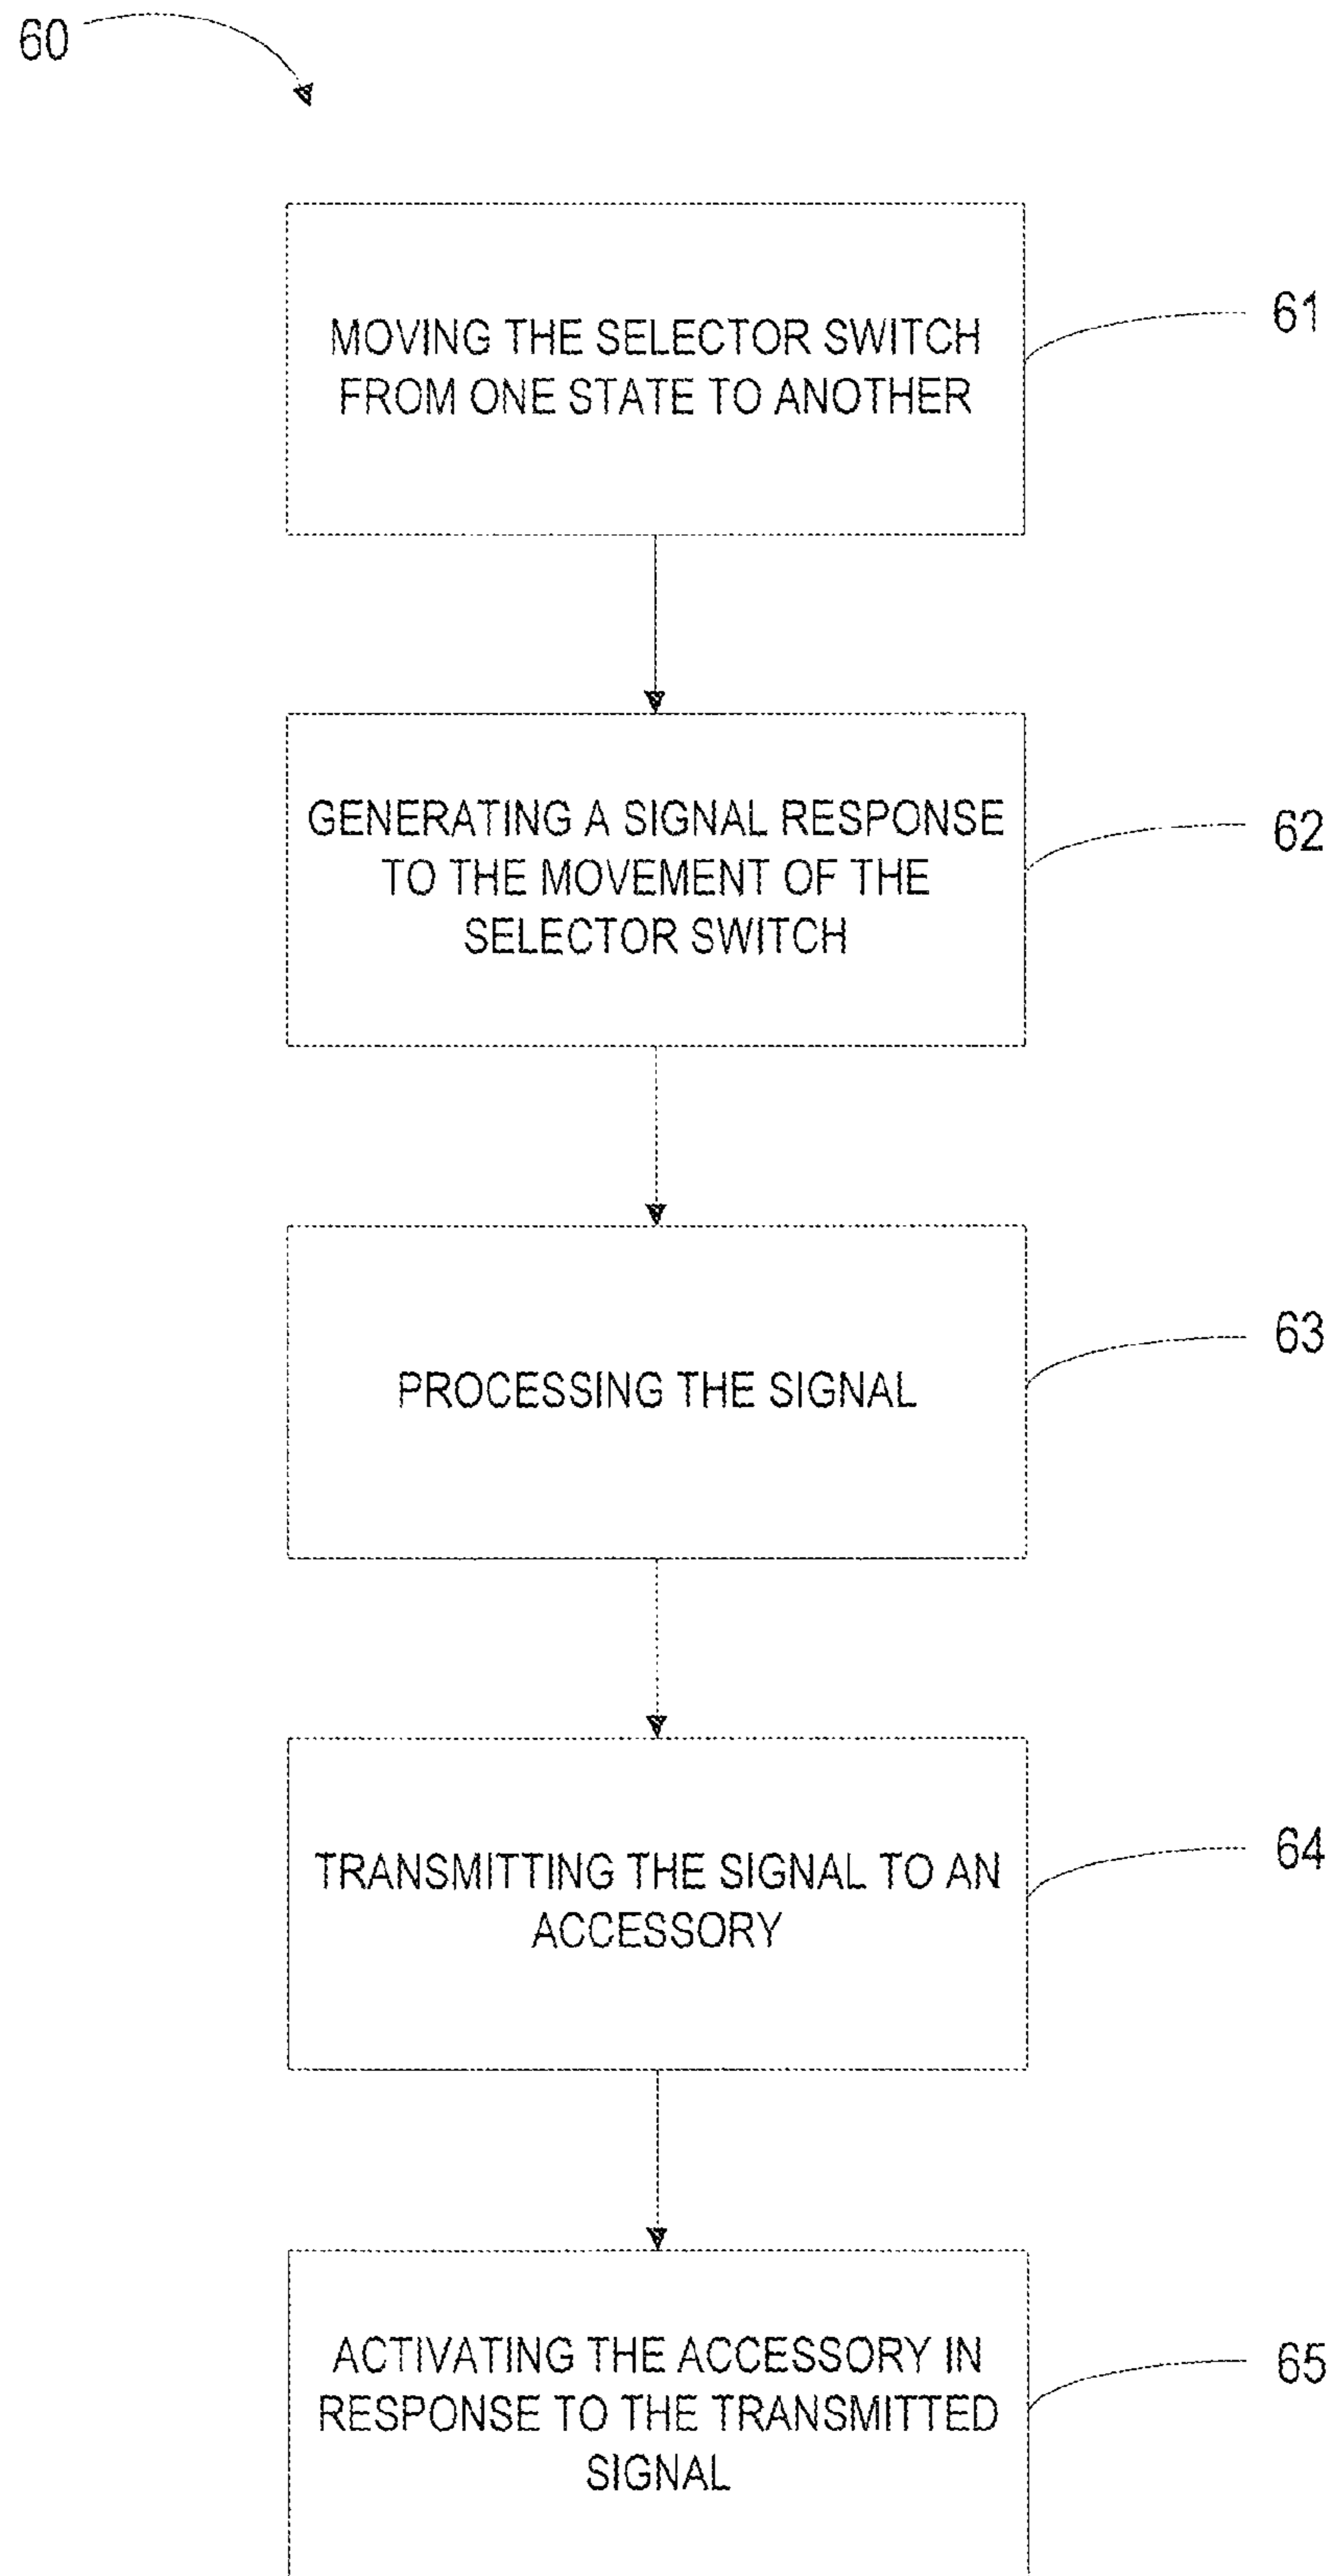 60
MOVING THE SELECTOR SWITCH
FROM ONE STATE TO ANOTHER
61
GENERATING A SIGNAL RESPONSE
TO THE MOVEMENT OF THE
SELECTOR SWITCH
62
PROCESSING THE SIGNAL
63
TRANSMITTING THE SIGNAL TO AN
ACCESSORY
64
ACTIVATING THE ACCESSORY IN
RESPONSE TO THE TRANSMITTED
SIGNAL
65